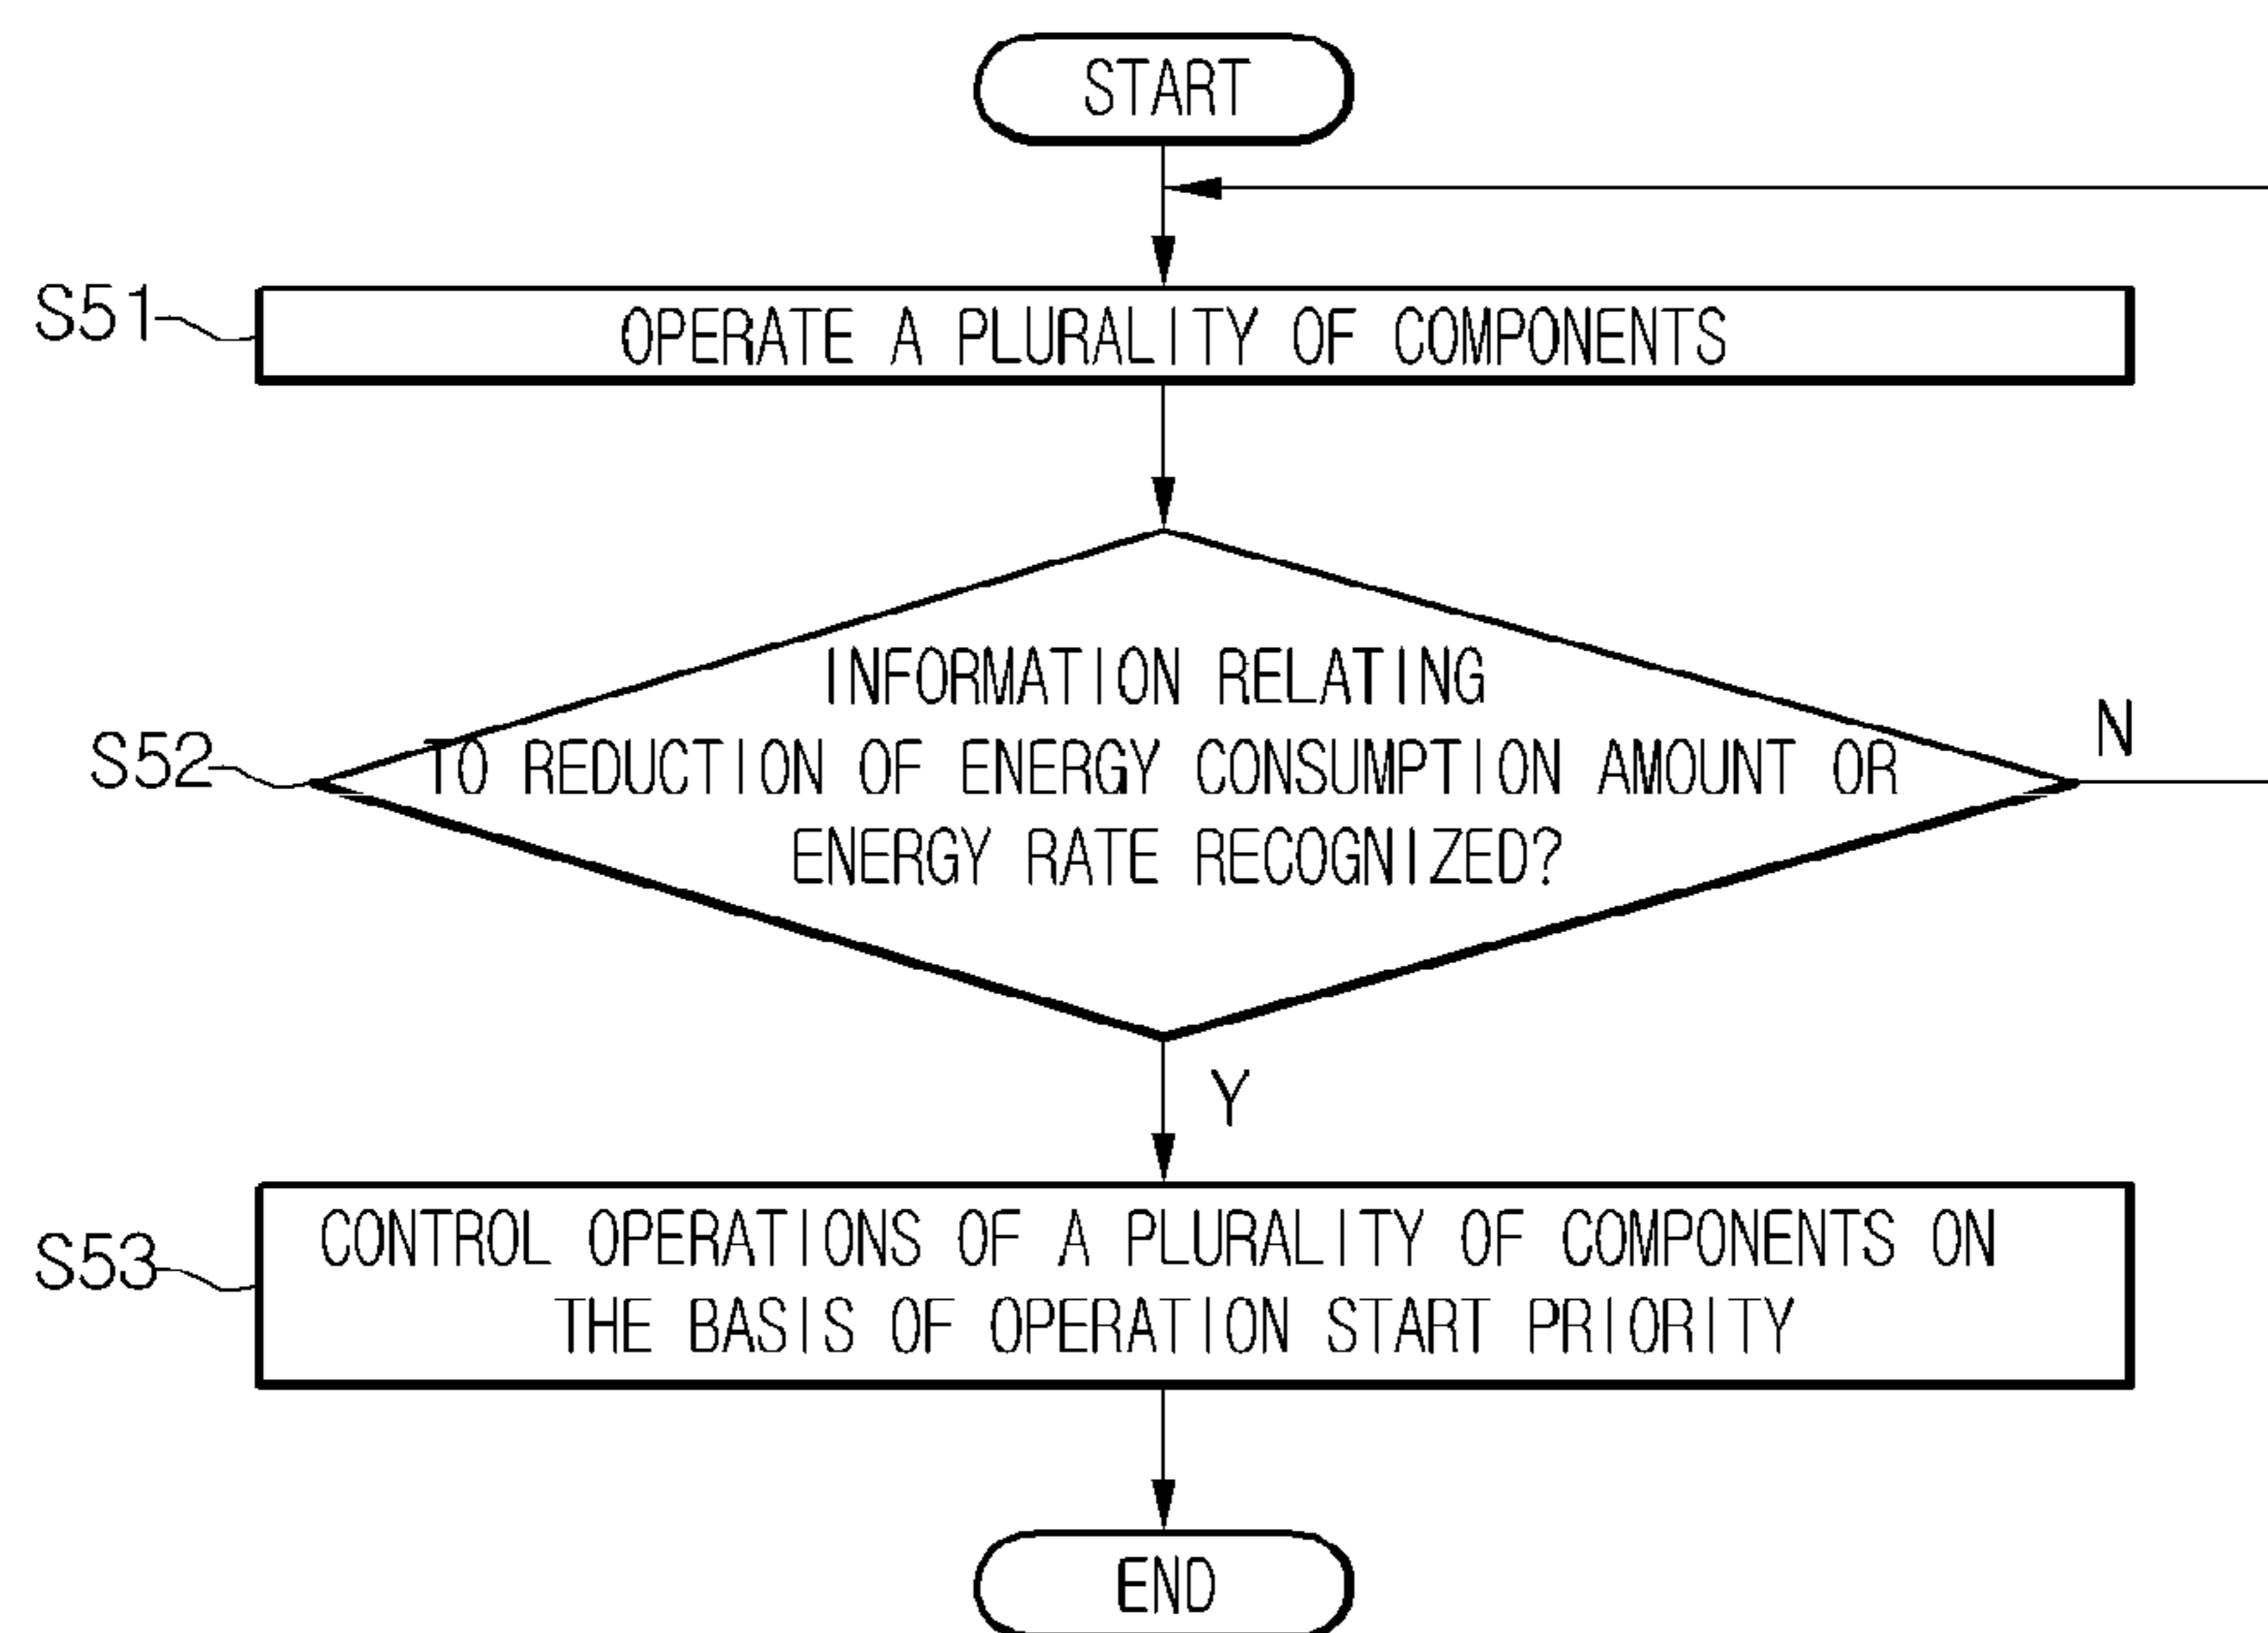 START
S51
OPERATE A PLURALITY OF COMPONENTS
INFORMATION RELATING
TO REDUCTION OF ENERGY CONSUMPTION AMOUNT OR
ENERGY RATE RECOGNIZED?
S52
N
Y
S53
CONTROL OPERATIONS OF A PLURALITY OF COMPONENTS ON
THE BASIS OF OPERATION START PRIORITY
END